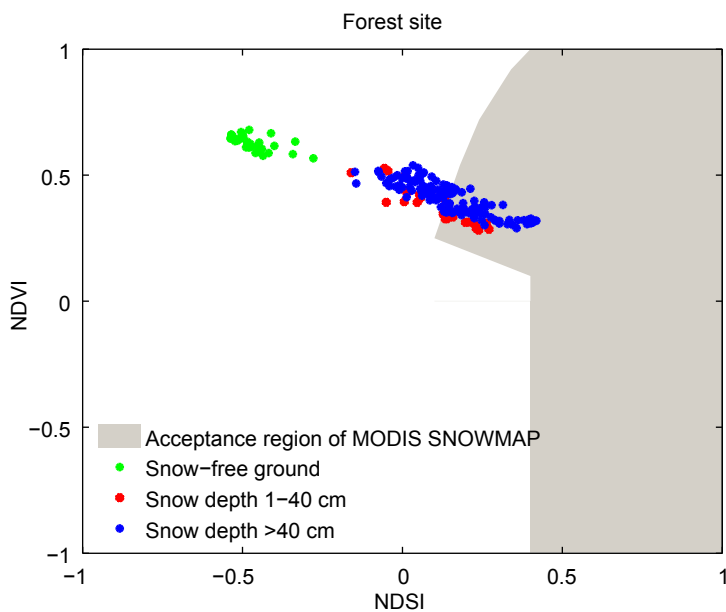 Forest site
1
0.5
0
−0.5
−1
NDVI
Acceptance region of MODIS SNOWMAP
Snow−free ground
Snow depth 1−40 cm
Snow depth >40 cm
−1
−0.5
0
0.5
1
NDSI